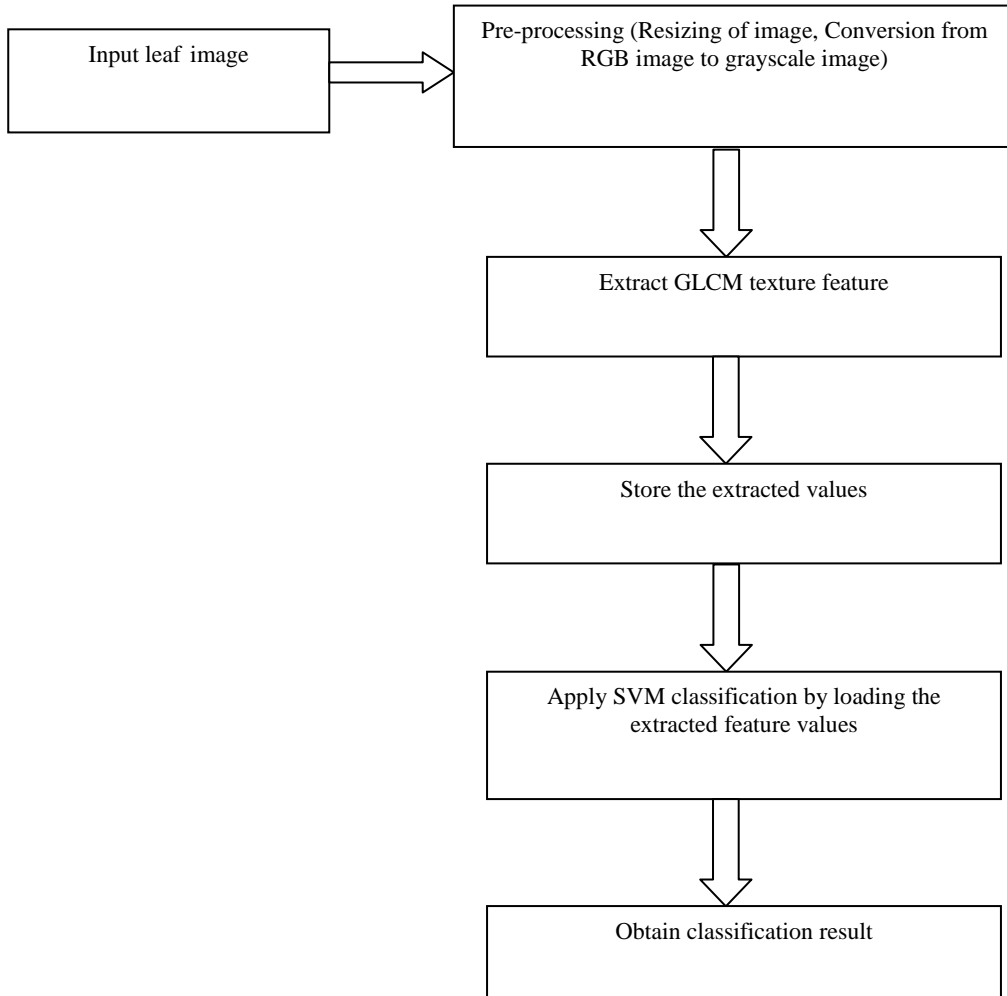 Input leaf image
Pre-processing (Resizing of image, Conversion from
RGB image to grayscale image)
Extract GLCM texture feature
Store the extracted values
Apply SVM classification by loading the
extracted feature values
Obtain classification result